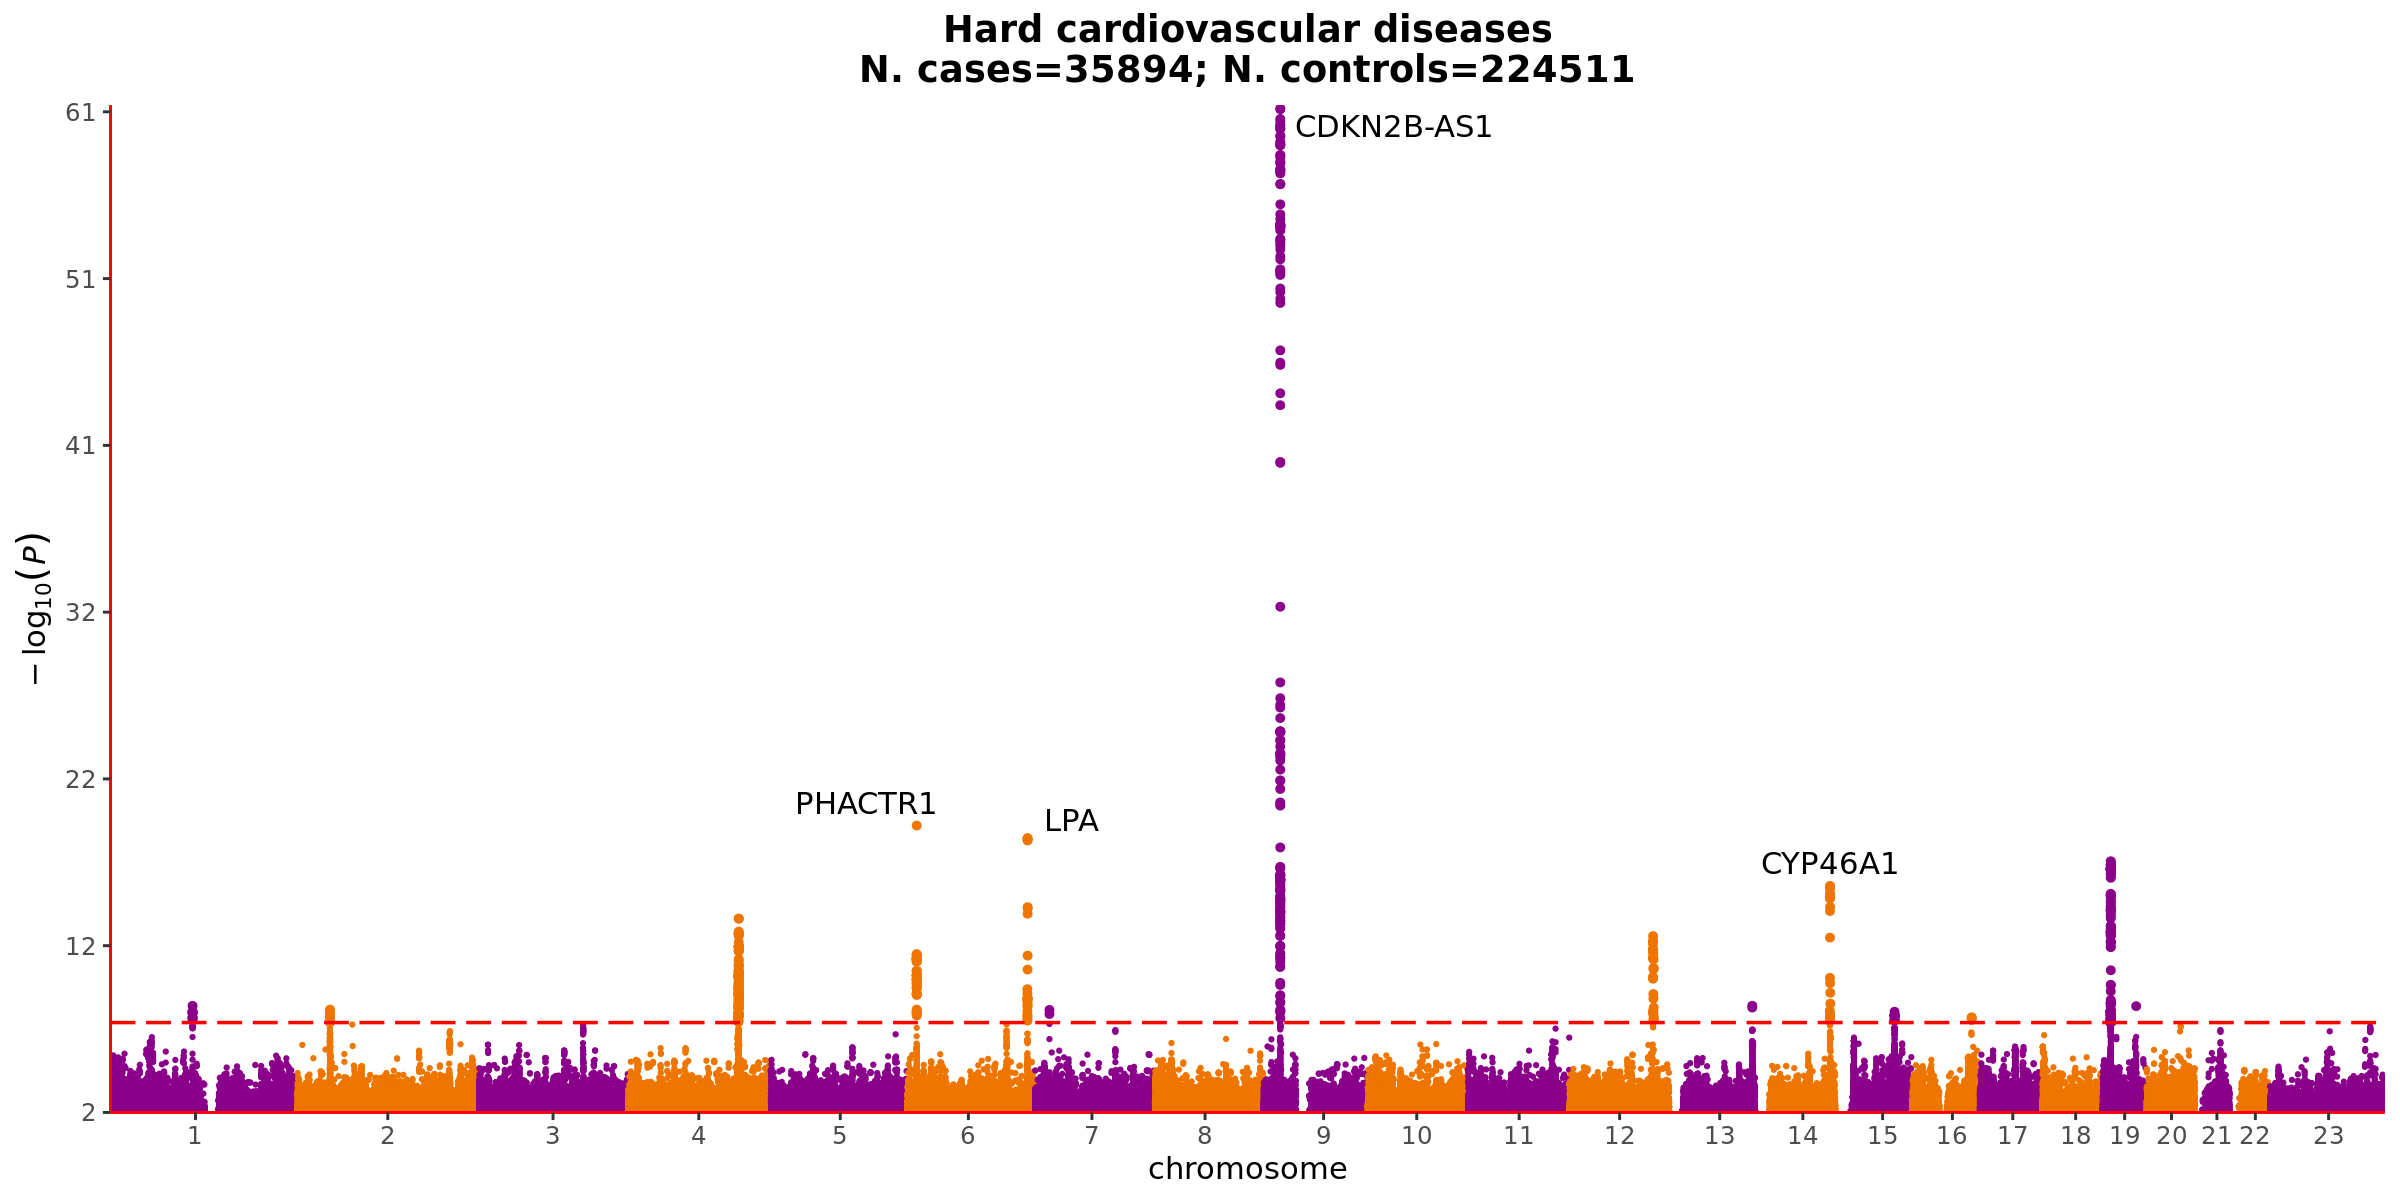 Hard cardiovascular diseases
N. cases=35894; N. controls=224511
61
CDKN2B-AS1
51
41
− log10(P)
32
22
PHACTR1
LPA
CYP46A1
12
2
1 2 3 4 5 6 7 8 9 10 11 12 13 14 15 16 17 18 19 20 21 22 23
chromosome